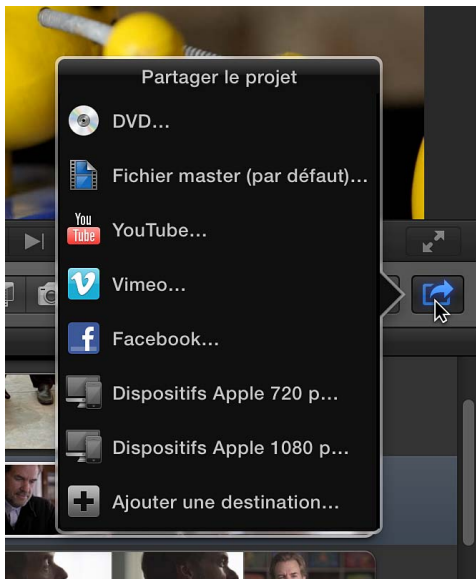 Partager le projet
DVD...
Fichier master (par défaut)...
You Tube
YouTube...
Vimeo...
Facebook...
Dispositifs Apple 720 p...
Dispositifs Apple 1080 p...
Ajouter une destination...